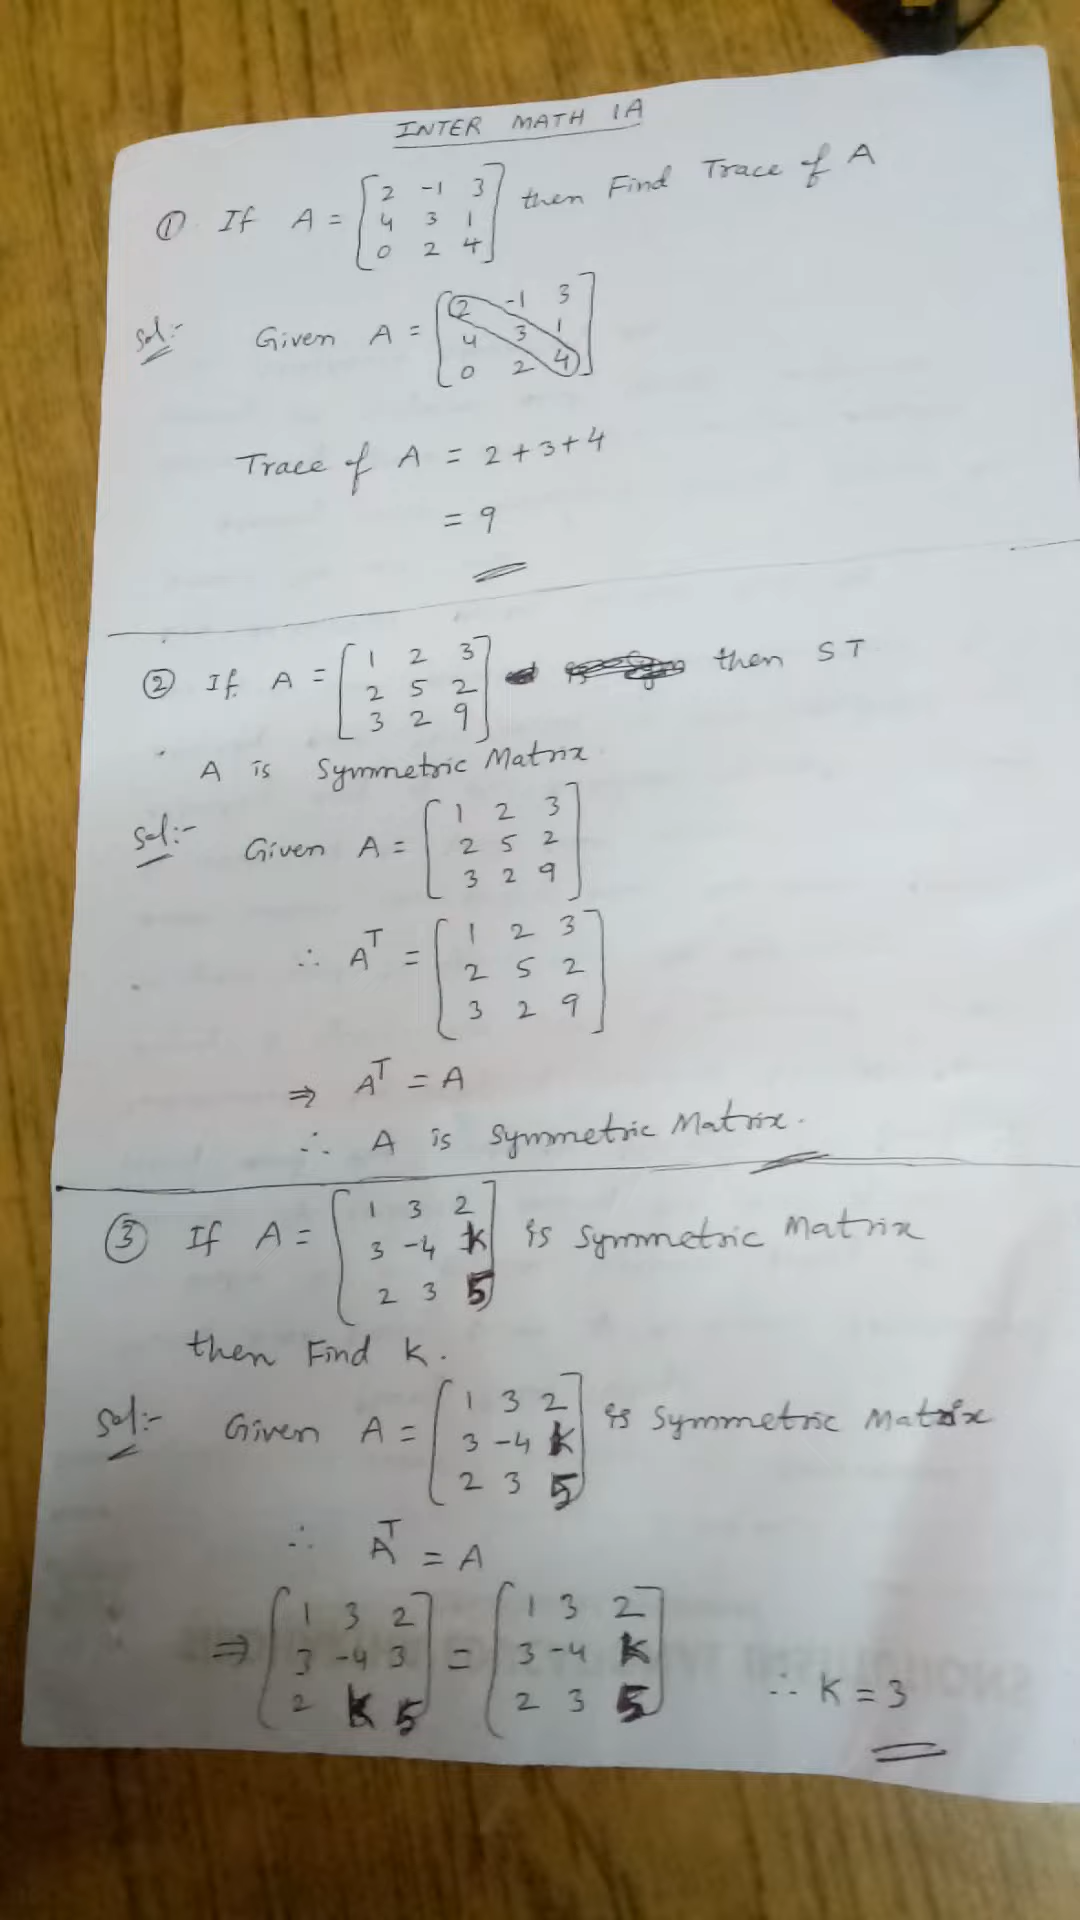 INTER MATH 1A
① If A = [2 -1 3
4 3 1
0 2 4] then Find Trace of A
Sol:- Given A = [2 -1 3
4 3 1
0 2 4]
Trace of A = 2+3+4
= 9
② If A = [1 2 3
2 5 2
3 2 9] then ST
A is Symmetric Matrix
Sol:- Given A = [1 2 3
2 5 2
3 2 9]
∴ A^T = [1 2 3
2 5 2
3 2 9]
⇒ A^T = A
∴ A is Symmetric Matrix.
③ If A = [1 3 2
3 -4 k
2 3 5] is Symmetric Matrix
then Find k.
Sol:- Given A = [1 3 2
3 -4 k
2 3 5] is Symmetric Matrix
∴ A^T = A
⇒ [1 3 2
3 -4 3
2 k 5] = [1 3 2
3 -4 k
2 3 5] ∴ k = 3